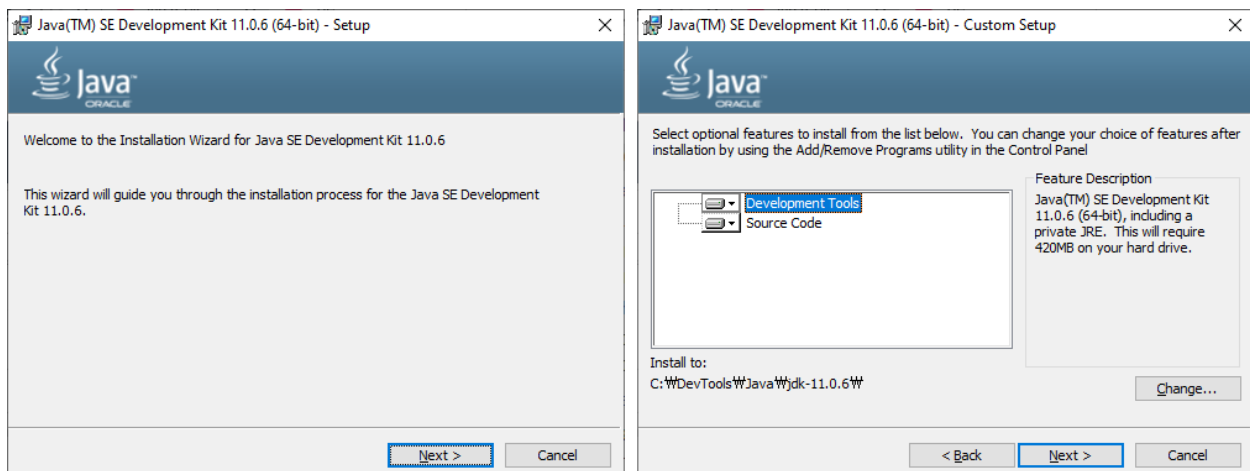 Java(TM) SE Development Kit 11.0.6 (64-bit) - Setup
Java™
ORACLE
Welcome to the Installation Wizard for Java SE Development Kit 11.0.6
This wizard will guide you through the installation process for the Java SE Development
Kit 11.0.6.
Next >
Cancel
Java(TM) SE Development Kit 11.0.6 (64-bit) - Custom Setup
Java™
ORACLE
Select optional features to install from the list below. You can change your choice of features after
installation by using the Add/Remove Programs utility in the Control Panel
Development Tools
Source Code
Feature Description
Java(TM) SE Development Kit
11.0.6 (64-bit), including a
private JRE. This will require
420MB on your hard drive.
Install to:
C:₩DevTools₩Java₩jdk-11.0.6₩
Change...
< Back
Next >
Cancel